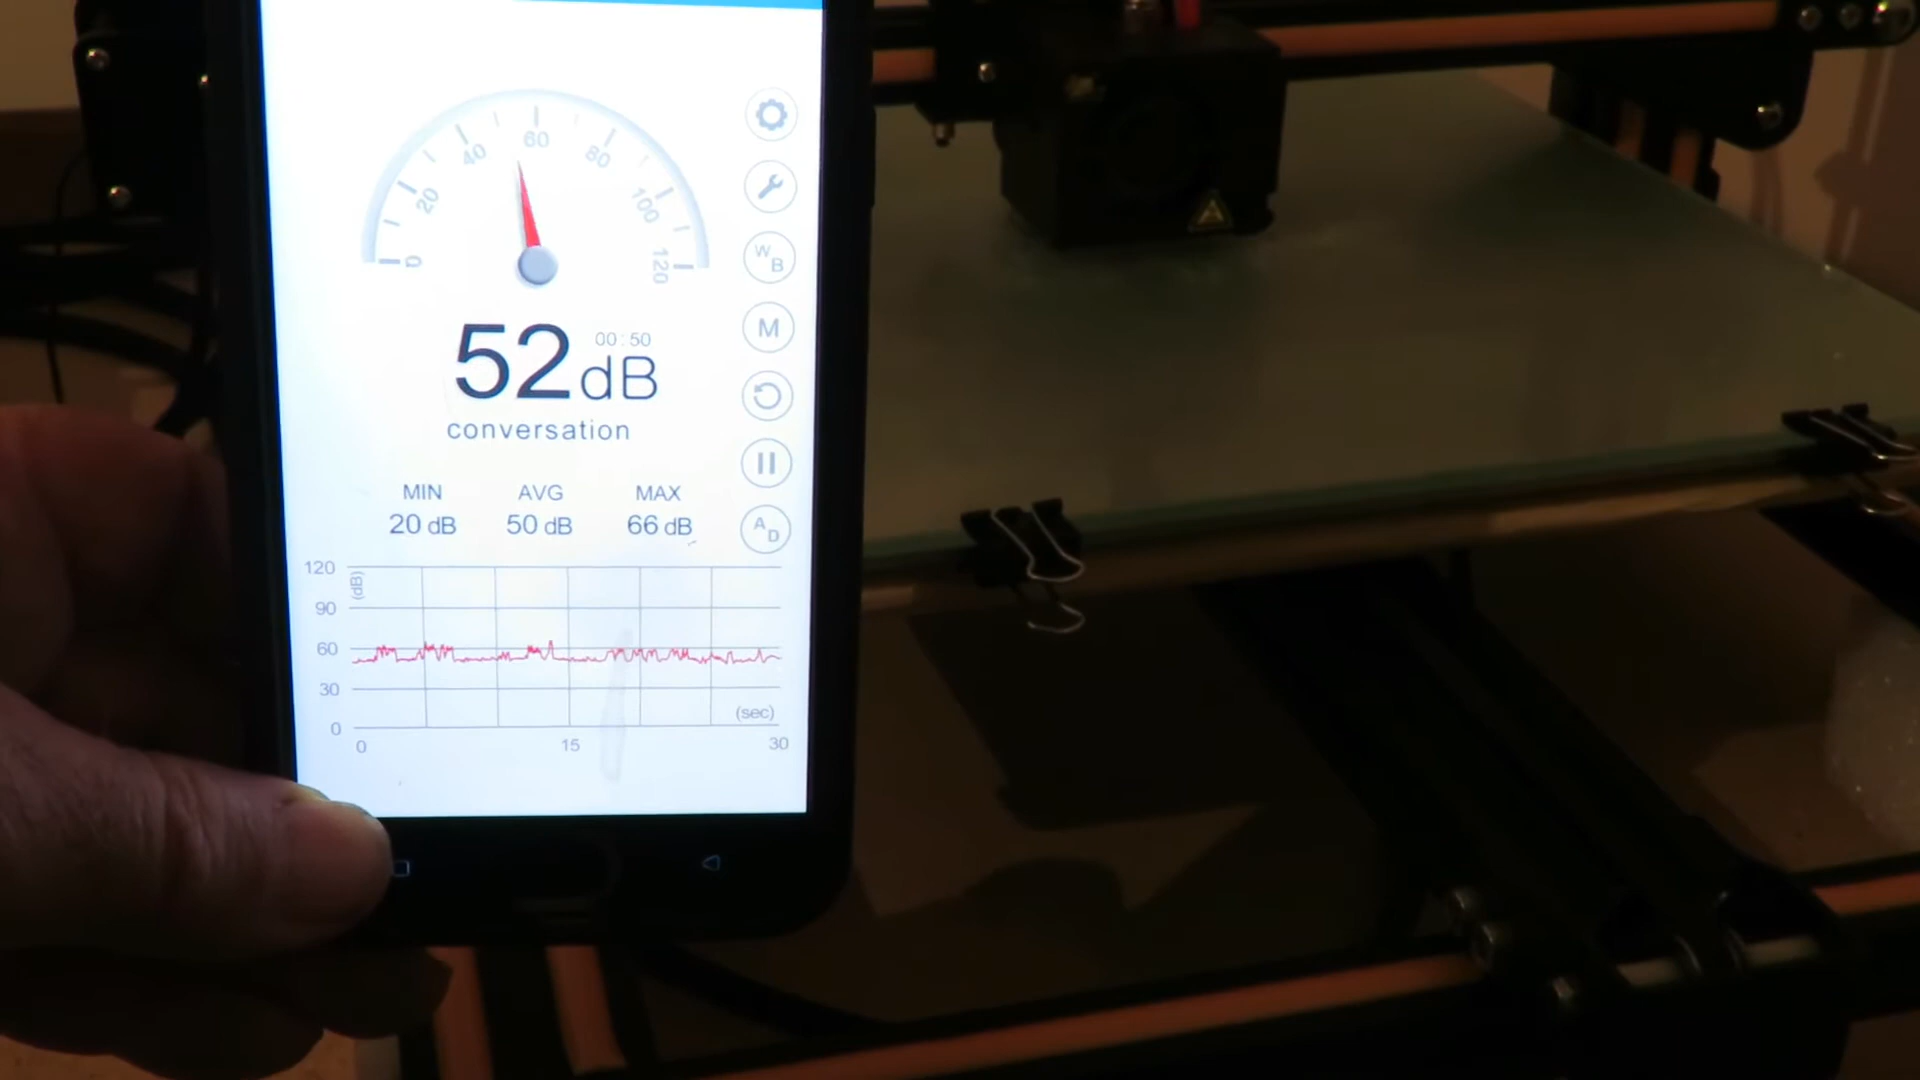 0 20 40 60 80 100 120
W B
00:50
52 dB
M
conversation
MIN AVG MAX
20 dB 50 dB 66 dB
A D
120
(dB)
90
60
30
0
(sec)
0 15 30